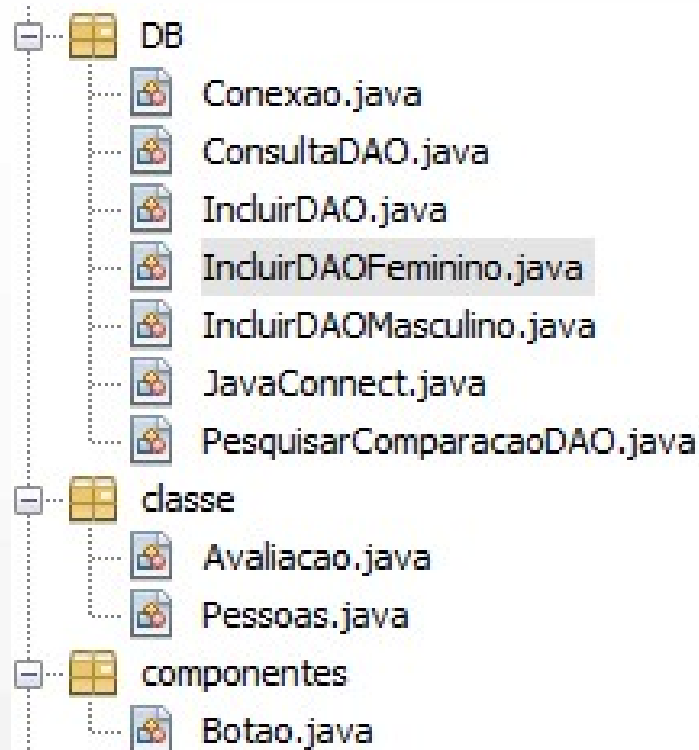 DB
Conexao.java
ConsultaDAO.java
IncluirDAO.java
IncluirDAOFeminino.java
IncluirDAOMasculino.java
JavaConnect.java
PesquisarComparacaoDAO.java
classe
Avaliacao.java
Pessoas.java
componentes
Botao.java